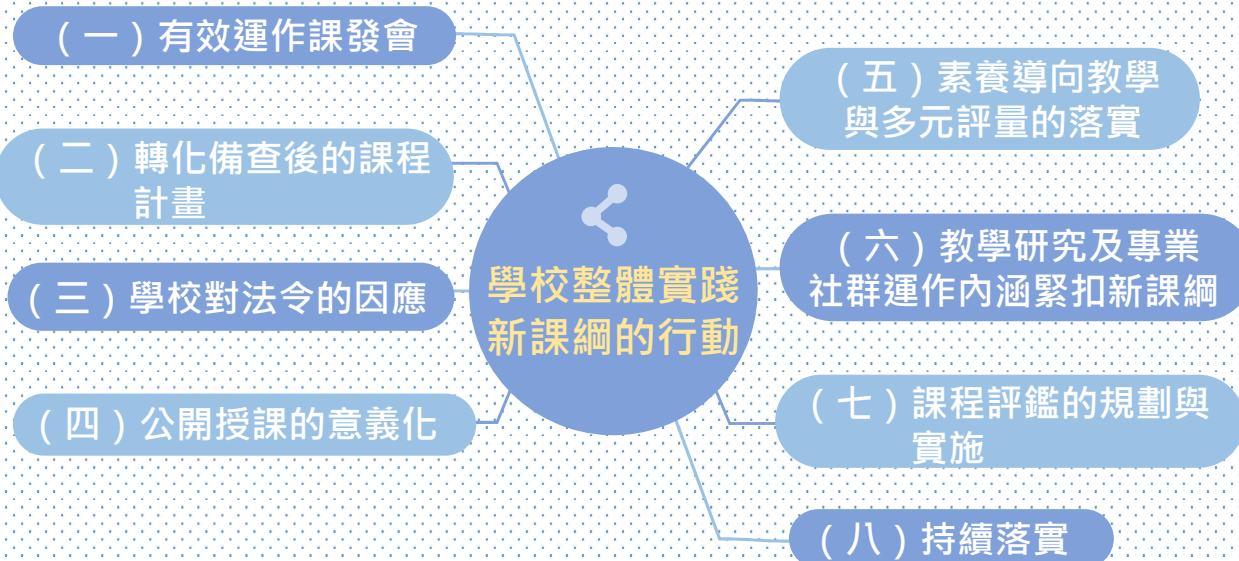 (一)有效運作課發會
(二)轉化備查後的課程
計畫
(三)學校對法令的因應
(四)公開授課的意義化
學校整體實踐
新課綱的行動
(五)素養導向教學
與多元評量的落實
(六)教學研究及專業
社群運作內涵緊扣新課綱
(七)課程評鑑的規劃與
實施
(八)持續落實